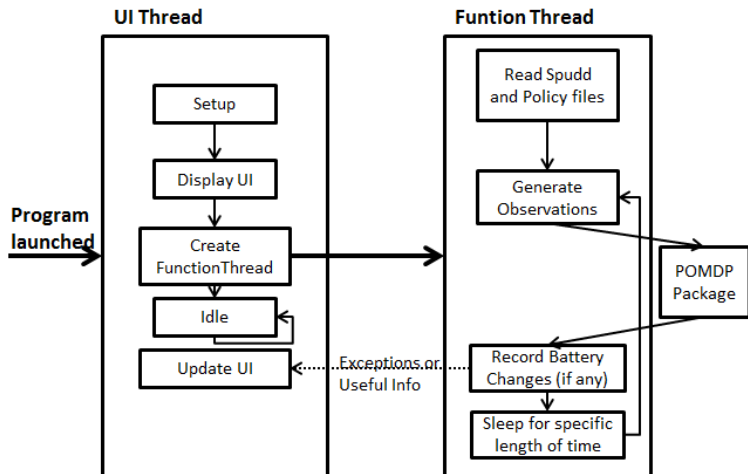 UI Thread
Funtion Thread
Program
launched
Setup
Display UI
Create
FunctionThread
Idle
Update UI
Exceptions or
Useful Info
Read Spudd
and Policy files
Generate
Observations
POMDP
Package
Record Battery
Changes (if any)
Sleep for specific
length of time